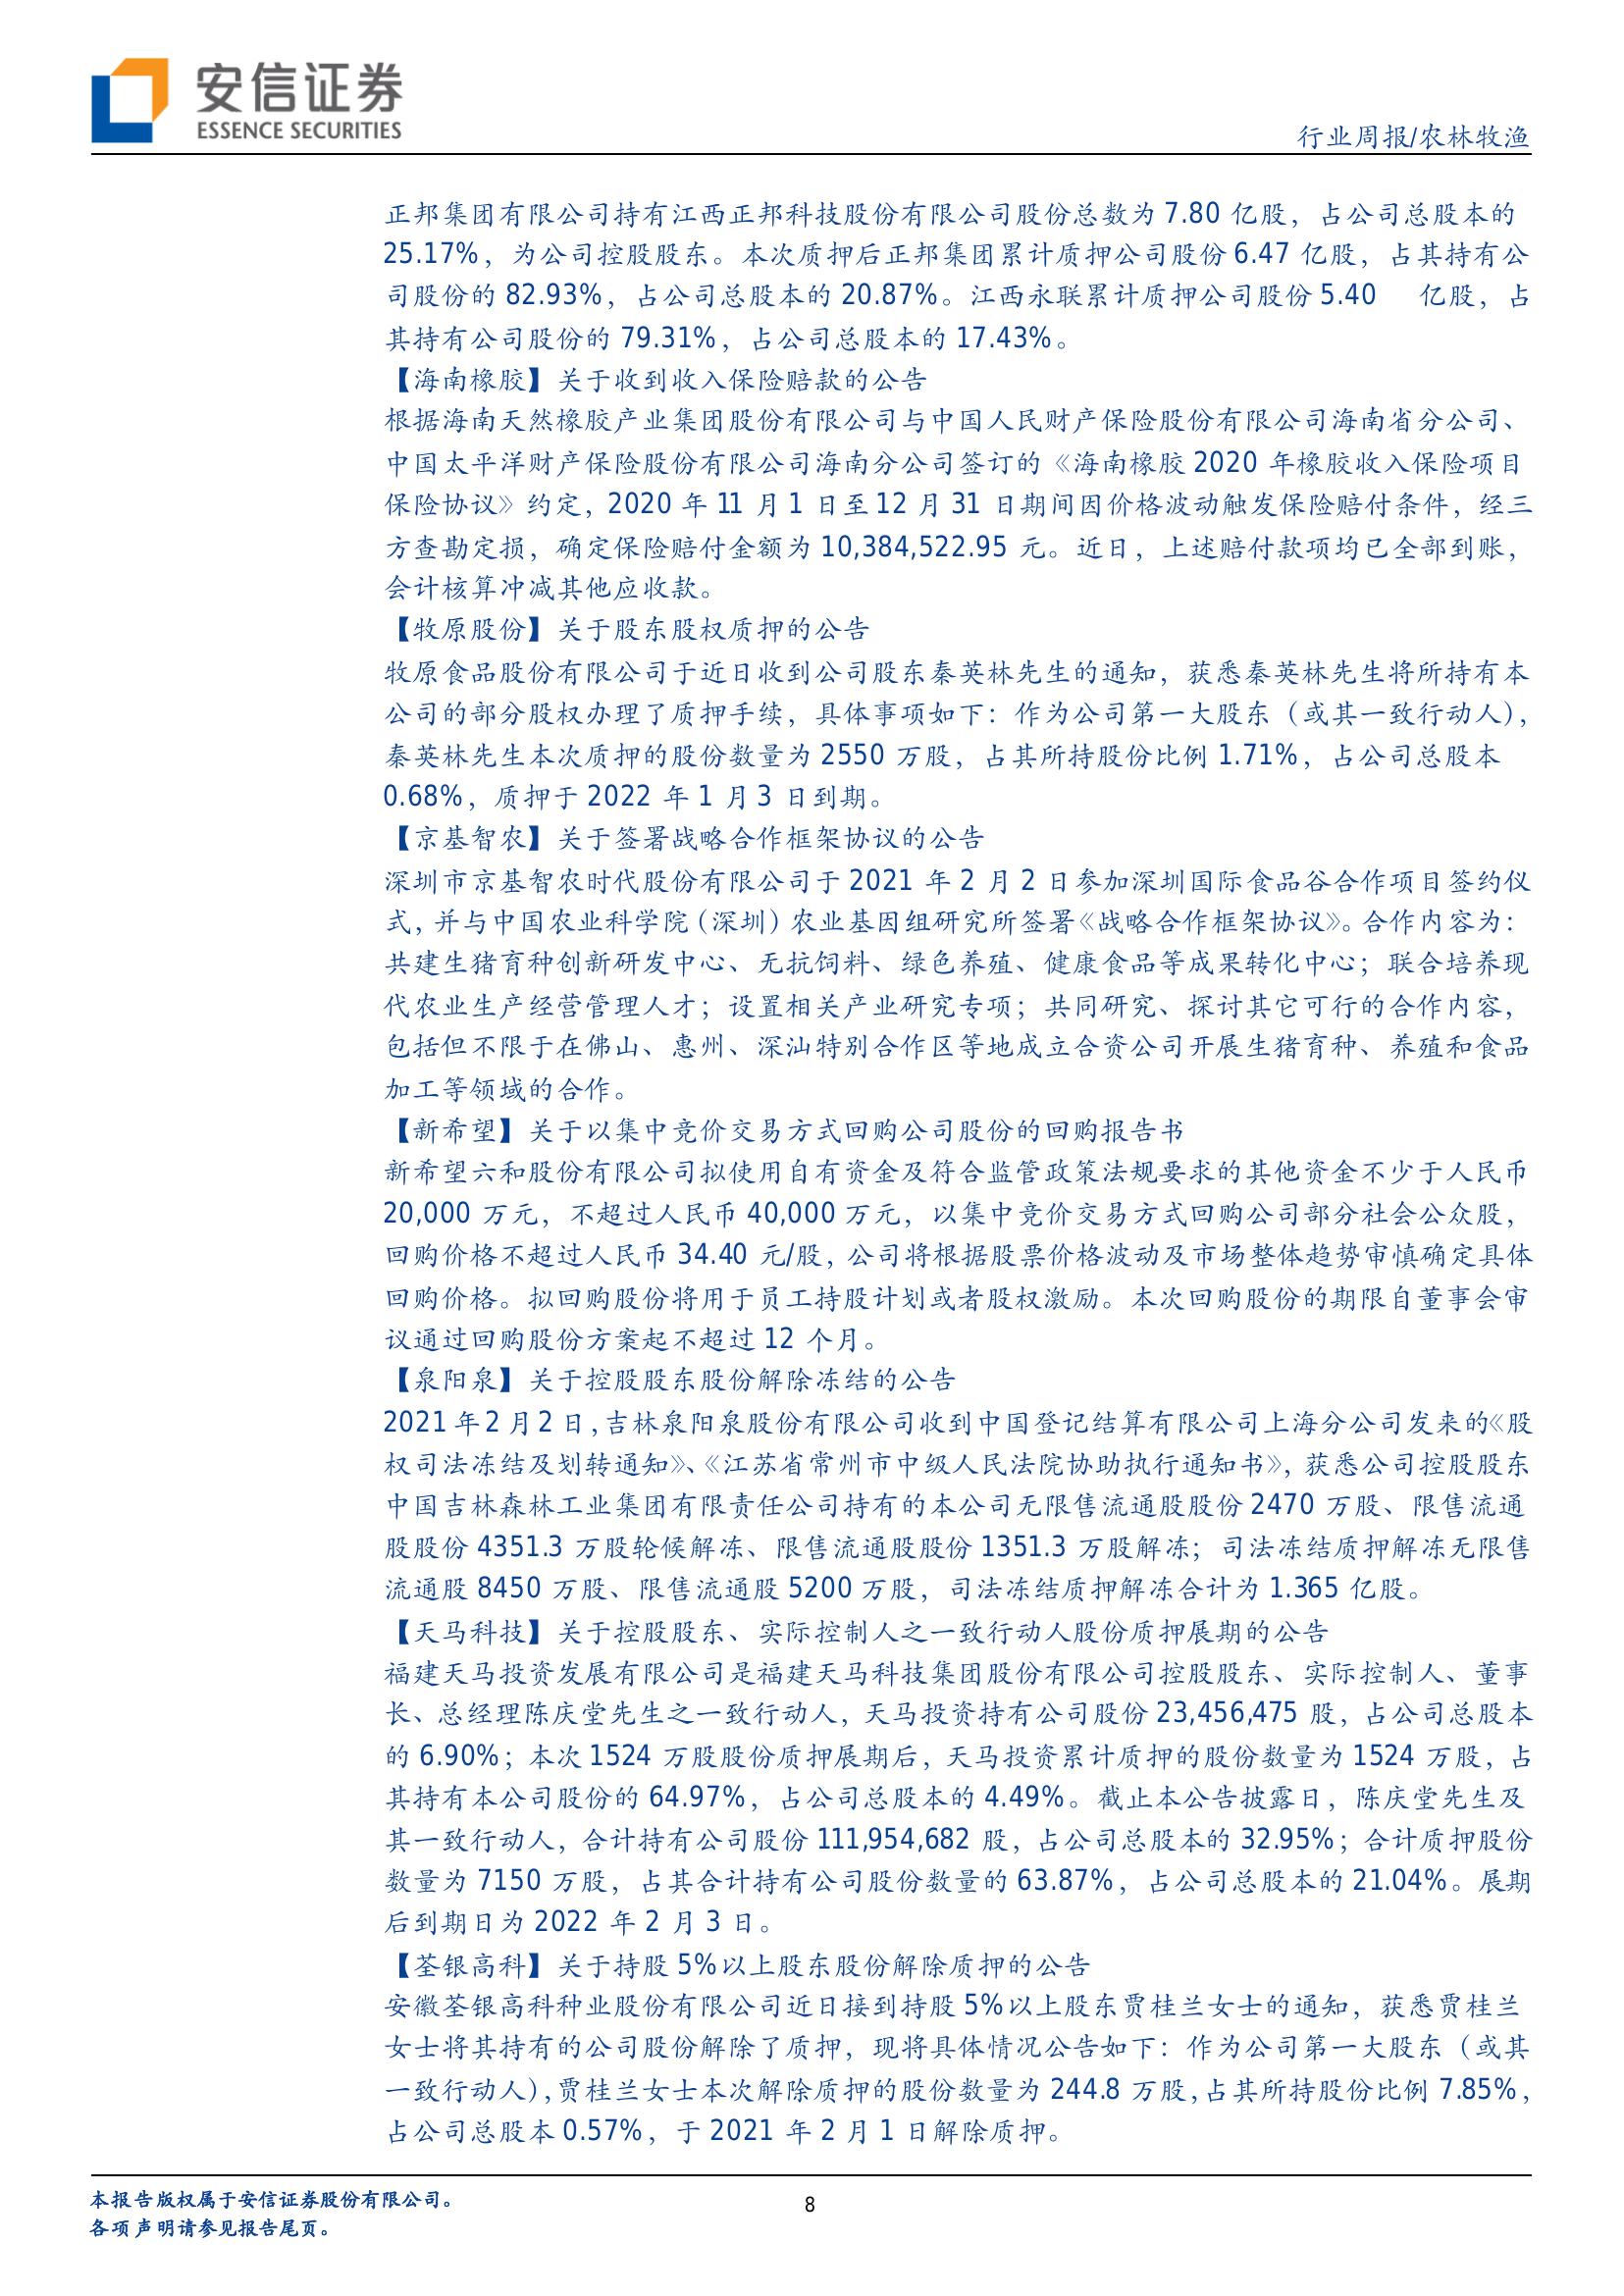 安信证券
ESSENCE SECURITIES
行业周报/农林牧渔
正邦集团有限公司持有江西正邦科技股份有限公司股份总数为 7.80 亿股，占公司总股本的
25.17%，为公司控股股东。本次质押后正邦集团累计质押公司股份 6.47 亿股，占其持有公
司股份的 82.93%，占公司总股本的 20.87%。江西永联累计质押公司股份 5.40 亿股，占
其持有公司股份的 79.31%，占公司总股本的 17.43%。
【海南橡胶】关于收到收入保险赔款的公告
根据海南天然橡胶产业集团股份有限公司与中国人民财产保险股份有限公司海南省分公司、
中国太平洋财产保险股份有限公司海南分公司签订的《海南橡胶 2020 年橡胶收入保险项目
保险协议》约定，2020 年 11 月 1 日至 12 月 31 日期间因价格波动触发保险赔付条件，经三
方查勘定损，确定保险赔付金额为 10,384,522.95 元。近日，上述赔付款项均已全部到账，
会计核算冲减其他应收款。
【牧原股份】关于股东股权质押的公告
牧原食品股份有限公司于近日收到公司股东秦英林先生的通知，获悉秦英林先生将所持有本
公司的部分股权办理了质押手续，具体事项如下：作为公司第一大股东（或其一致行动人），
秦英林先生本次质押的股份数量为 2550 万股，占其所持股份比例 1.71%，占公司总股本
0.68%，质押于 2022 年 1 月 3 日到期。
【京基智农】关于签署战略合作框架协议的公告
深圳市京基智农时代股份有限公司于 2021 年 2 月 2 日参加深圳国际食品谷合作项目签约仪
式，并与中国农业科学院（深圳）农业基因组研究所签署《战略合作框架协议》。合作内容为：
共建生猪育种创新研发中心、无抗饲料、绿色养殖、健康食品等成果转化中心；联合培养现
代农业生产经营管理人才；设置相关产业研究专项；共同研究、探讨其它可行的合作内容，
包括但不限于在佛山、惠州、深汕特别合作区等地成立合资公司开展生猪育种、养殖和食品
加工等领域的合作。
【新希望】关于以集中竞价交易方式回购公司股份的回购报告书
新希望六和股份有限公司拟使用自有资金及符合监管政策法规要求的其他资金不少于人民币
20,000 万元，不超过人民币 40,000 万元，以集中竞价交易方式回购公司部分社会公众股，
回购价格不超过人民币 34.40 元/股，公司将根据股票价格波动及市场整体趋势审慎确定具体
回购价格。拟回购股份将用于员工持股计划或者股权激励。本次回购股份的期限自董事会审
议通过回购股份方案起不超过 12 个月。
【泉阳泉】关于控股股东股份解除冻结的公告
2021 年 2 月 2 日，吉林泉阳泉股份有限公司收到中国登记结算有限公司上海分公司发来的《股
权司法冻结及划转通知》、《江苏省常州市中级人民法院协助执行通知书》，获悉公司控股股东
中国吉林森林工业集团有限责任公司持有的本公司无限售流通股股份 2470 万股、限售流通
股股份 4351.3 万股轮候解冻、限售流通股股份 1351.3 万股解冻；司法冻结质押解冻无限售
流通股 8450 万股、限售流通股 5200 万股，司法冻结质押解冻合计为 1.365 亿股。
【天马科技】关于控股股东、实际控制人之一致行动人股份质押展期的公告
福建天马投资发展有限公司是福建天马科技集团股份有限公司控股股东、实际控制人、董事
长、总经理陈庆堂先生之一致行动人，天马投资持有公司股份 23,456,475 股，占公司总股本
的 6.90%；本次 1524 万股股份质押展期后，天马投资累计质押的股份数量为 1524 万股，占
其持有本公司股份的 64.97%，占公司总股本的 4.49%。截止本公告披露日，陈庆堂先生及
其一致行动人，合计持有公司股份 111,954,682 股，占公司总股本的 32.95%；合计质押股份
数量为 7150 万股，占其合计持有公司股份数量的 63.87%，占公司总股本的 21.04%。展期
后到期日为 2022 年 2 月 3 日。
【荃银高科】关于持股 5%以上股东股份解除质押的公告
安徽荃银高科种业股份有限公司近日接到持股 5%以上股东贾桂兰女士的通知，获悉贾桂兰
女士将其持有的公司股份解除了质押，现将具体情况公告如下：作为公司第一大股东（或其
一致行动人），贾桂兰女士本次解除质押的股份数量为 244.8 万股，占其所持股份比例 7.85%，
占公司总股本 0.57%，于 2021 年 2 月 1 日解除质押。
本报告版权属于安信证券股份有限公司。
各项声明请参见报告尾页。
8